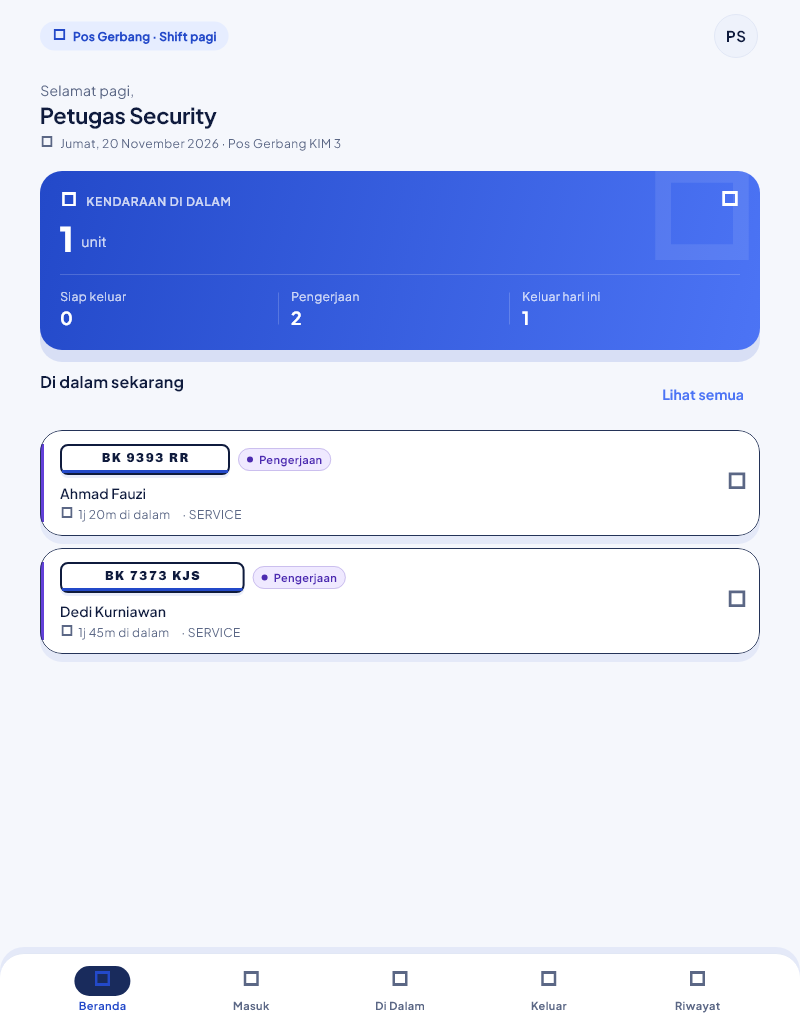 Pos Gerbang · Shift pagi
PS
Selamat pagi,
Petugas Security
Jumat, 20 November 2026 · Pos Gerbang KIM 3
KENDARAAN DI DALAM
1 unit
Siap keluar
0
Pengerjaan
2
Keluar hari ini
1
Di dalam sekarang
Lihat semua
BK 9393 RR
Pengerjaan
Ahmad Fauzi
1j 20m di dalam · SERVICE
BK 7373 KJS
Pengerjaan
Dedi Kurniawan
1j 45m di dalam · SERVICE
Beranda
Masuk
Di Dalam
Keluar
Riwayat